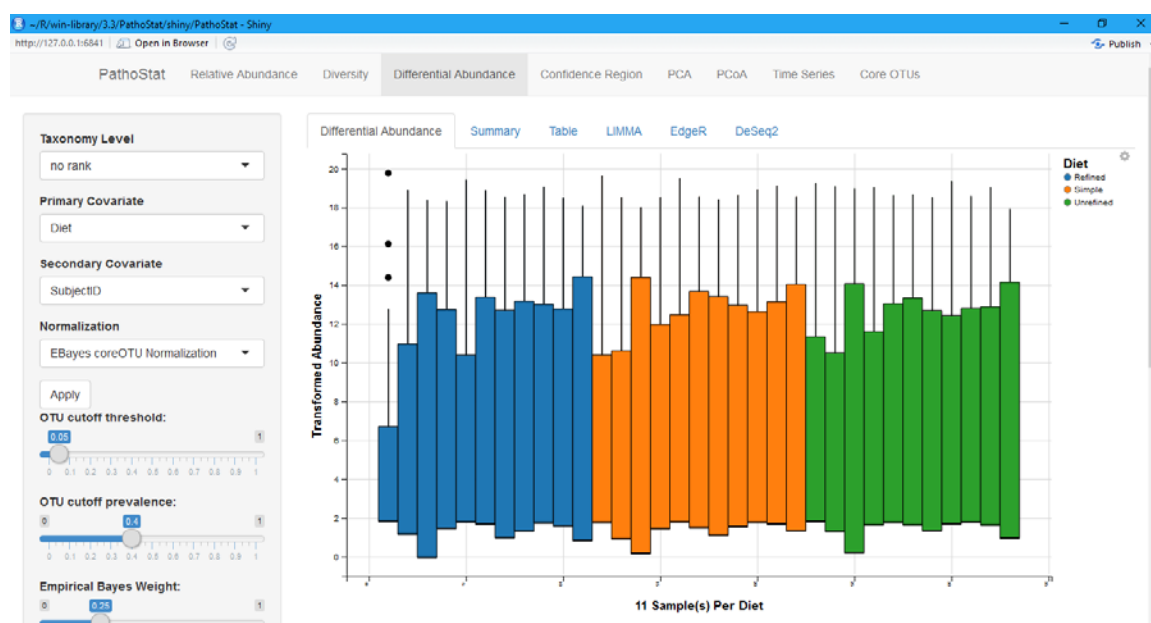 ~/R/win-library/3.3/PathoStat/shiny/PathoStat - Shiny
http://127.0.0.1:6841 Open in Browser Publish
PathoStat Relative Abundance Diversity Differential Abundance Confidence Region PCA PCoA Time Series Core OTUs
Taxonomy Level
no rank
Primary Covariate
Diet
Secondary Covariate
SubjectID
Normalization
EBayes coreOTU Normalization
Apply
OTU cutoff threshold:
0.05 1
0 0.1 0.2 0.3 0.4 0.5 0.6 0.7 0.8 0.9 1
OTU cutoff prevalence:
0 0.4 1
0 0.1 0.2 0.3 0.4 0.5 0.6 0.7 0.8 0.9 1
Empirical Bayes Weight:
0 0.25 1
Differential Abundance Summary Table LIMMA EdgeR DeSeq2
Transformed Abundance
20
18
16
14
12
10
8
6
4
2
0
11 Sample(s) Per Diet
Diet
Refined
Simple
Unrefined